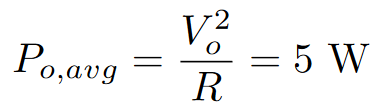 P_{o,avg} = \frac{V_o^2}{R} = 5 W